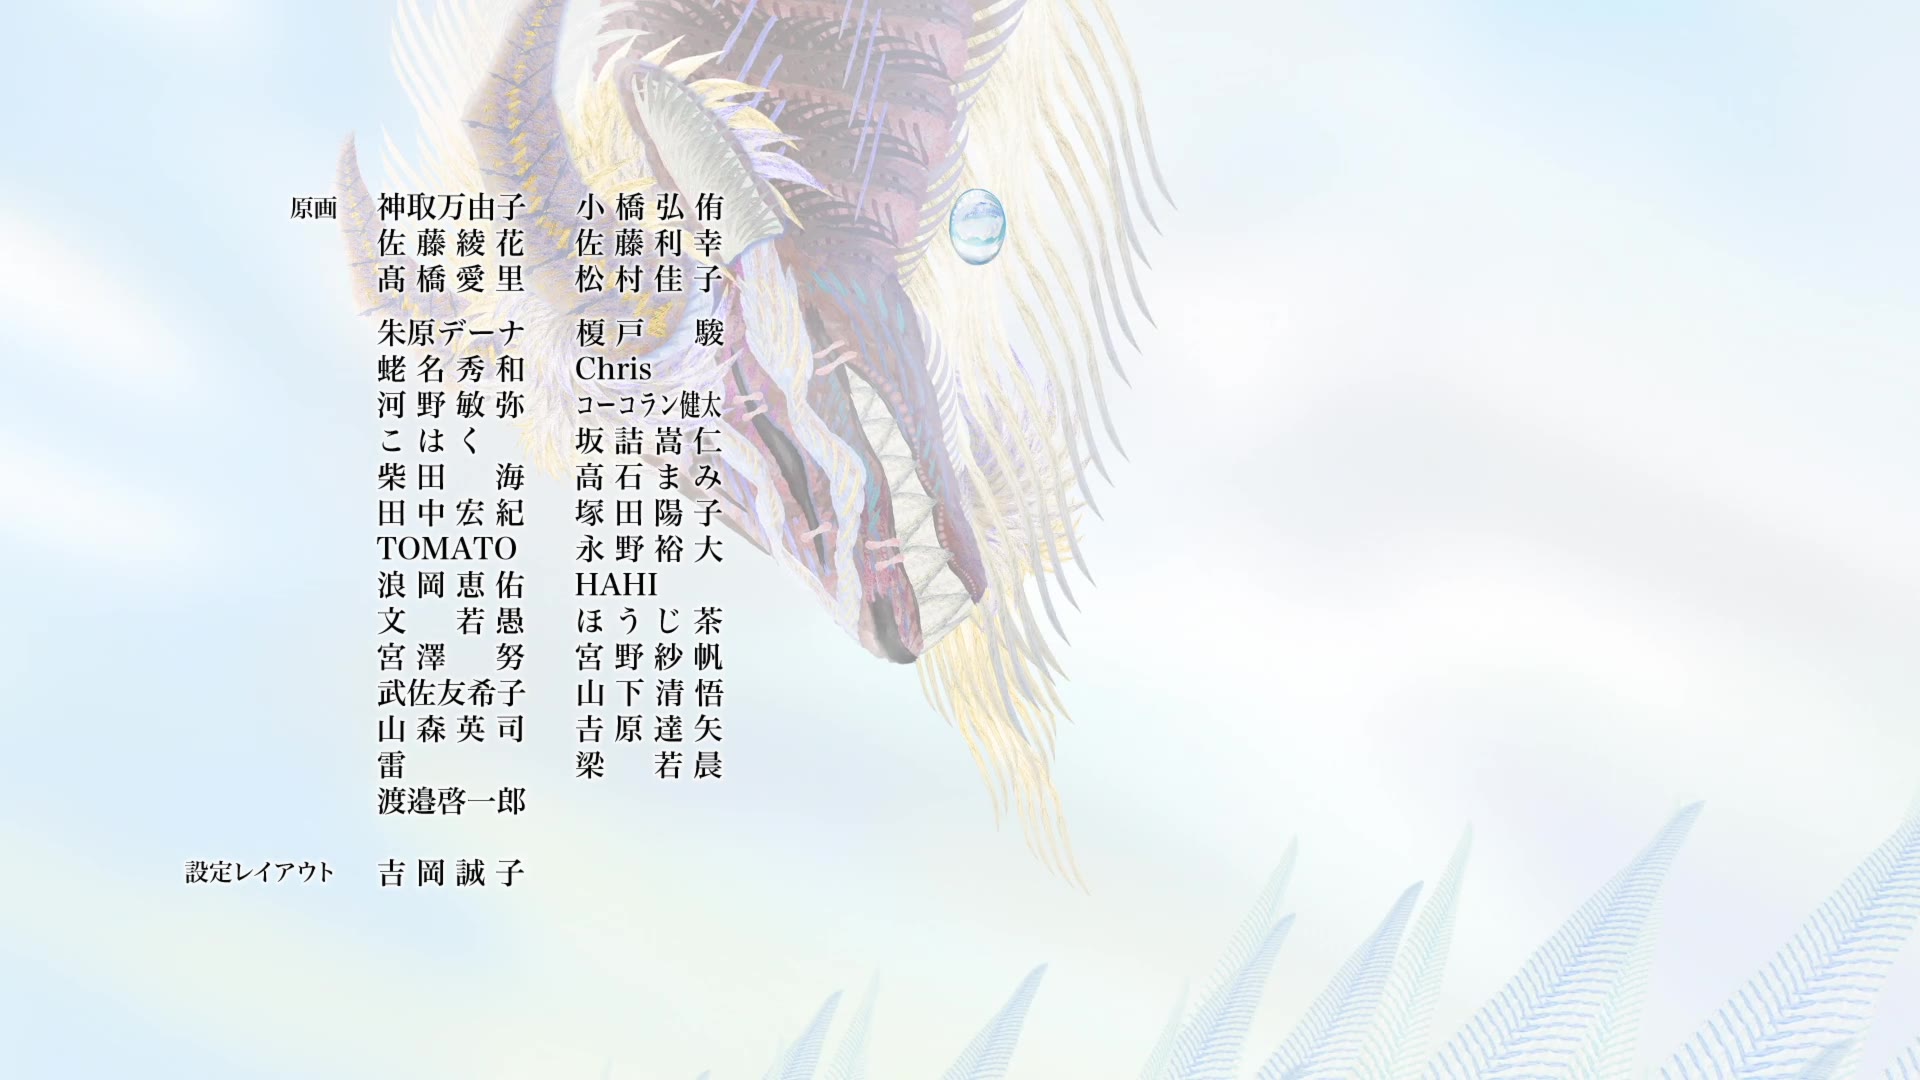 原画 神取万由子 小橋弘侑
佐藤綾花 佐藤利幸
髙橋愛里 松村佳子
朱原デーナ 榎戸 駿
蛯名秀和 Chris
河野敏弥 コーコラン健太
こはく 坂詰嵩仁
柴田 海 高石まみ
田中宏紀 塚田陽子
TOMATO 永野裕大
浪岡恵佑 HAHI
文 若愚 ほうじ茶
宮澤 努 宮野紗帆
武佐友希子 山下清悟
山森英司 𠮷原達矢
雷 梁 若晨
渡邉啓一郎
設定レイアウト 吉岡誠子